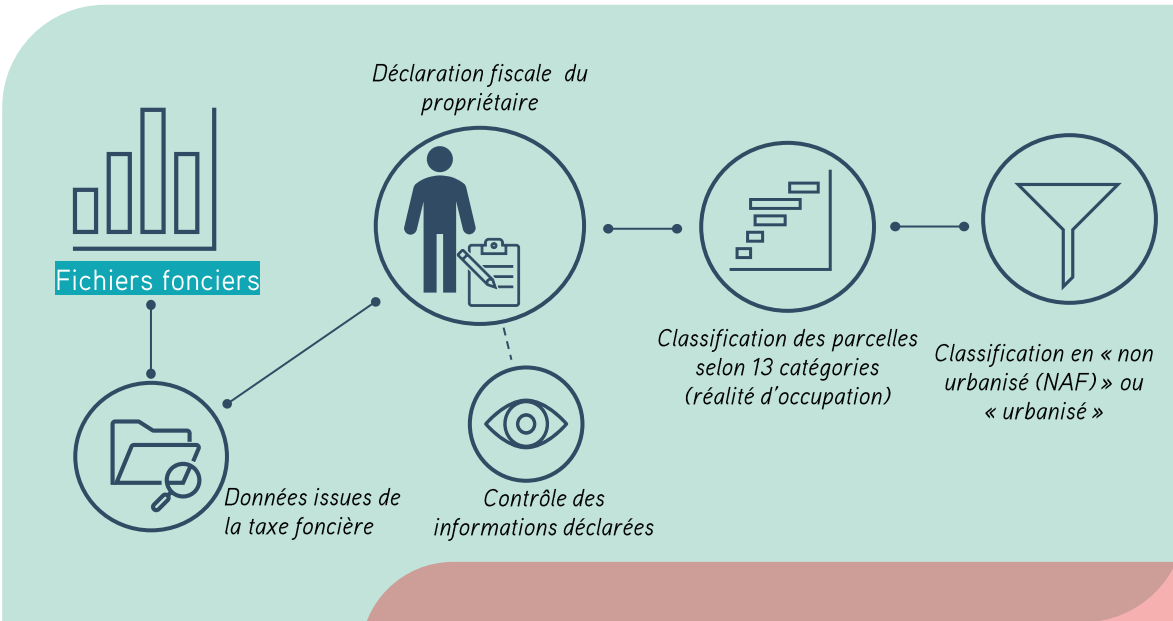 Déclaration fiscale du
propriétaire
Fichiers fonciers
Classification des parcelles
selon 13 catégories
(réalité d'occupation)
Classification en « non
urbanisé (NAF) » ou
« urbanisé »
Données issues de
la taxe foncière
Contrôle des
informations déclarées